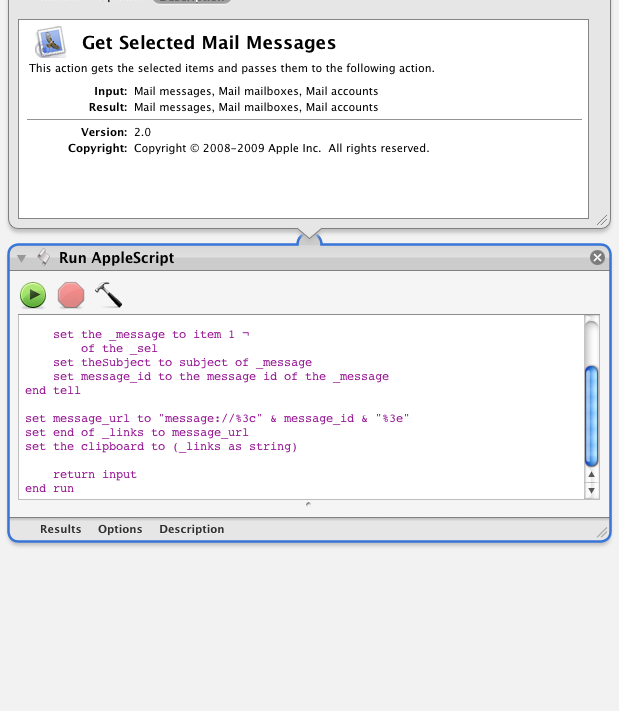 Get Selected Mail Messages
This action gets the selected items and passes them to the following action.
Input: Mail messages, Mail mailboxes, Mail accounts
Result: Mail messages, Mail mailboxes, Mail accounts
Version: 2.0
Copyright: Copyright © 2008-2009 Apple Inc. All rights reserved.
Run AppleScript
set the _message to item 1 ¬
of the _sel
set theSubject to subject of _message
set message_id to the message id of the _message
end tell
set message_url to "message://%3c" & message_id & "%3e"
set end of _links to message_url
set the clipboard to (_links as string)
return input
end run
Results Options Description